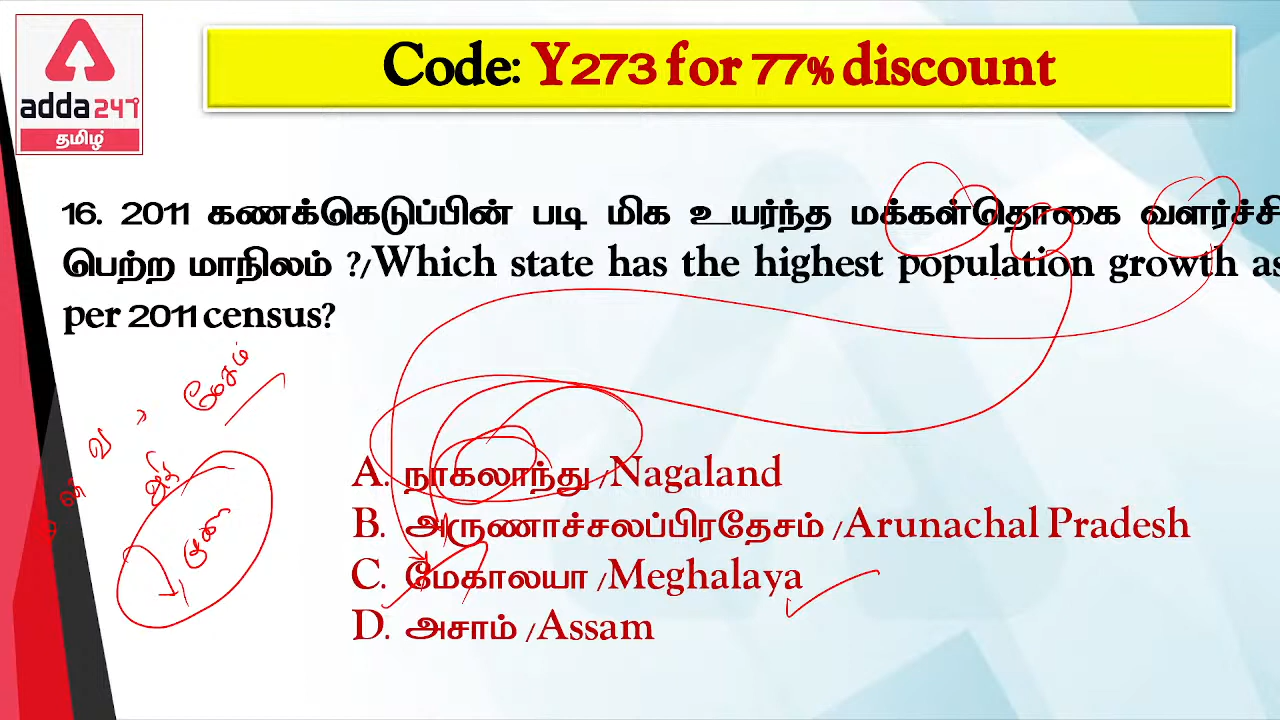 Code: Y273 for 77% discount
adda247
தமிழ்
16. 2011 கணக்கெடுப்பின் படி மிக உயர்ந்த மக்கள்தொகை வளர்ச்சி
பெற்ற மாநிலம் ?/Which state has the highest population growth as
per 2011 census?
A. நாகலாந்து /Nagaland
B. அருணாச்சலப்பிரதேசம் /Arunachal Pradesh
C. மேகாலயா /Meghalaya
D. அசாம் /Assam